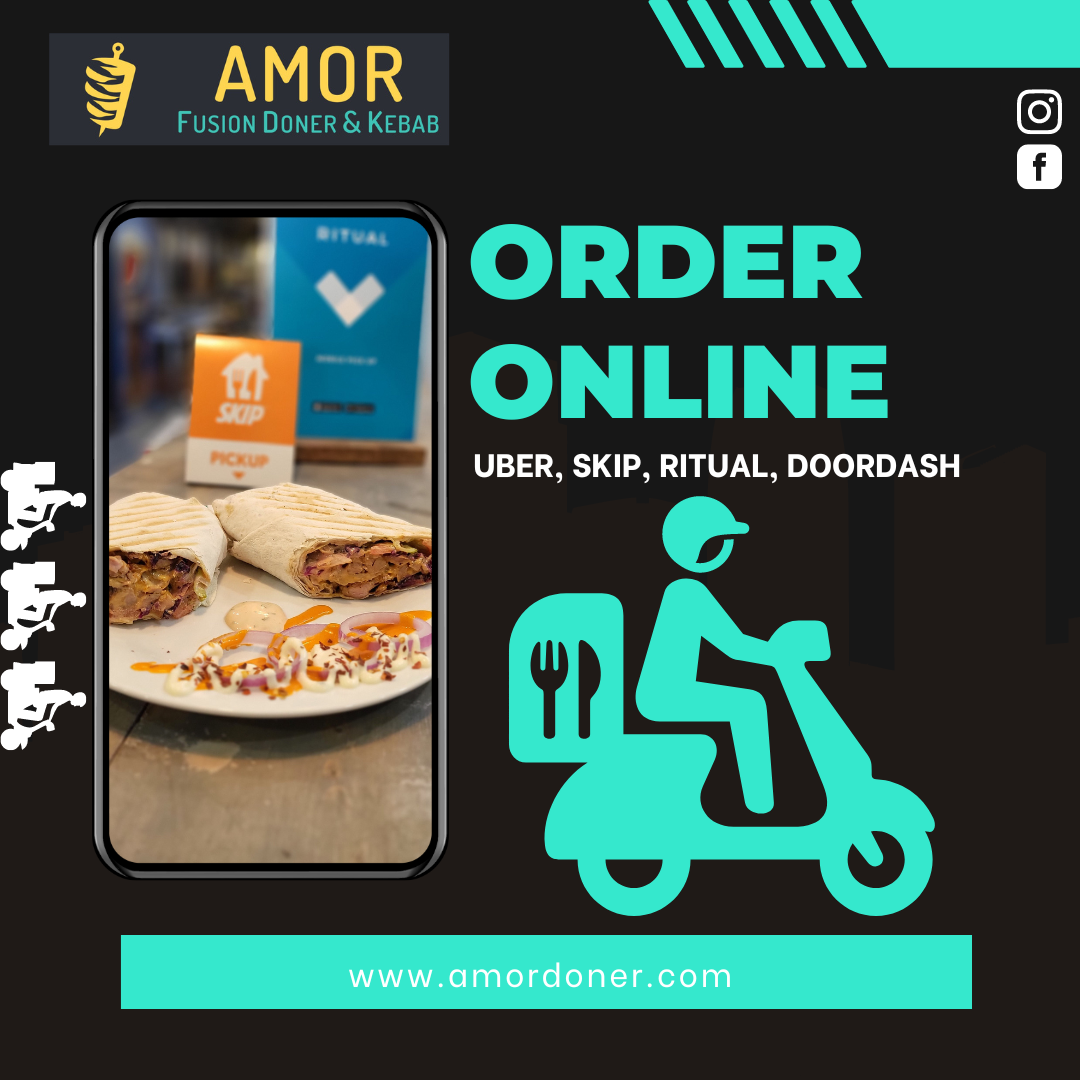 AMOR
FUSION DONER & KEBAB
RITUAL
SKIP
PICKUP
ORDER
ONLINE
UBER, SKIP, RITUAL, DOORDASH
www.amordoner.com